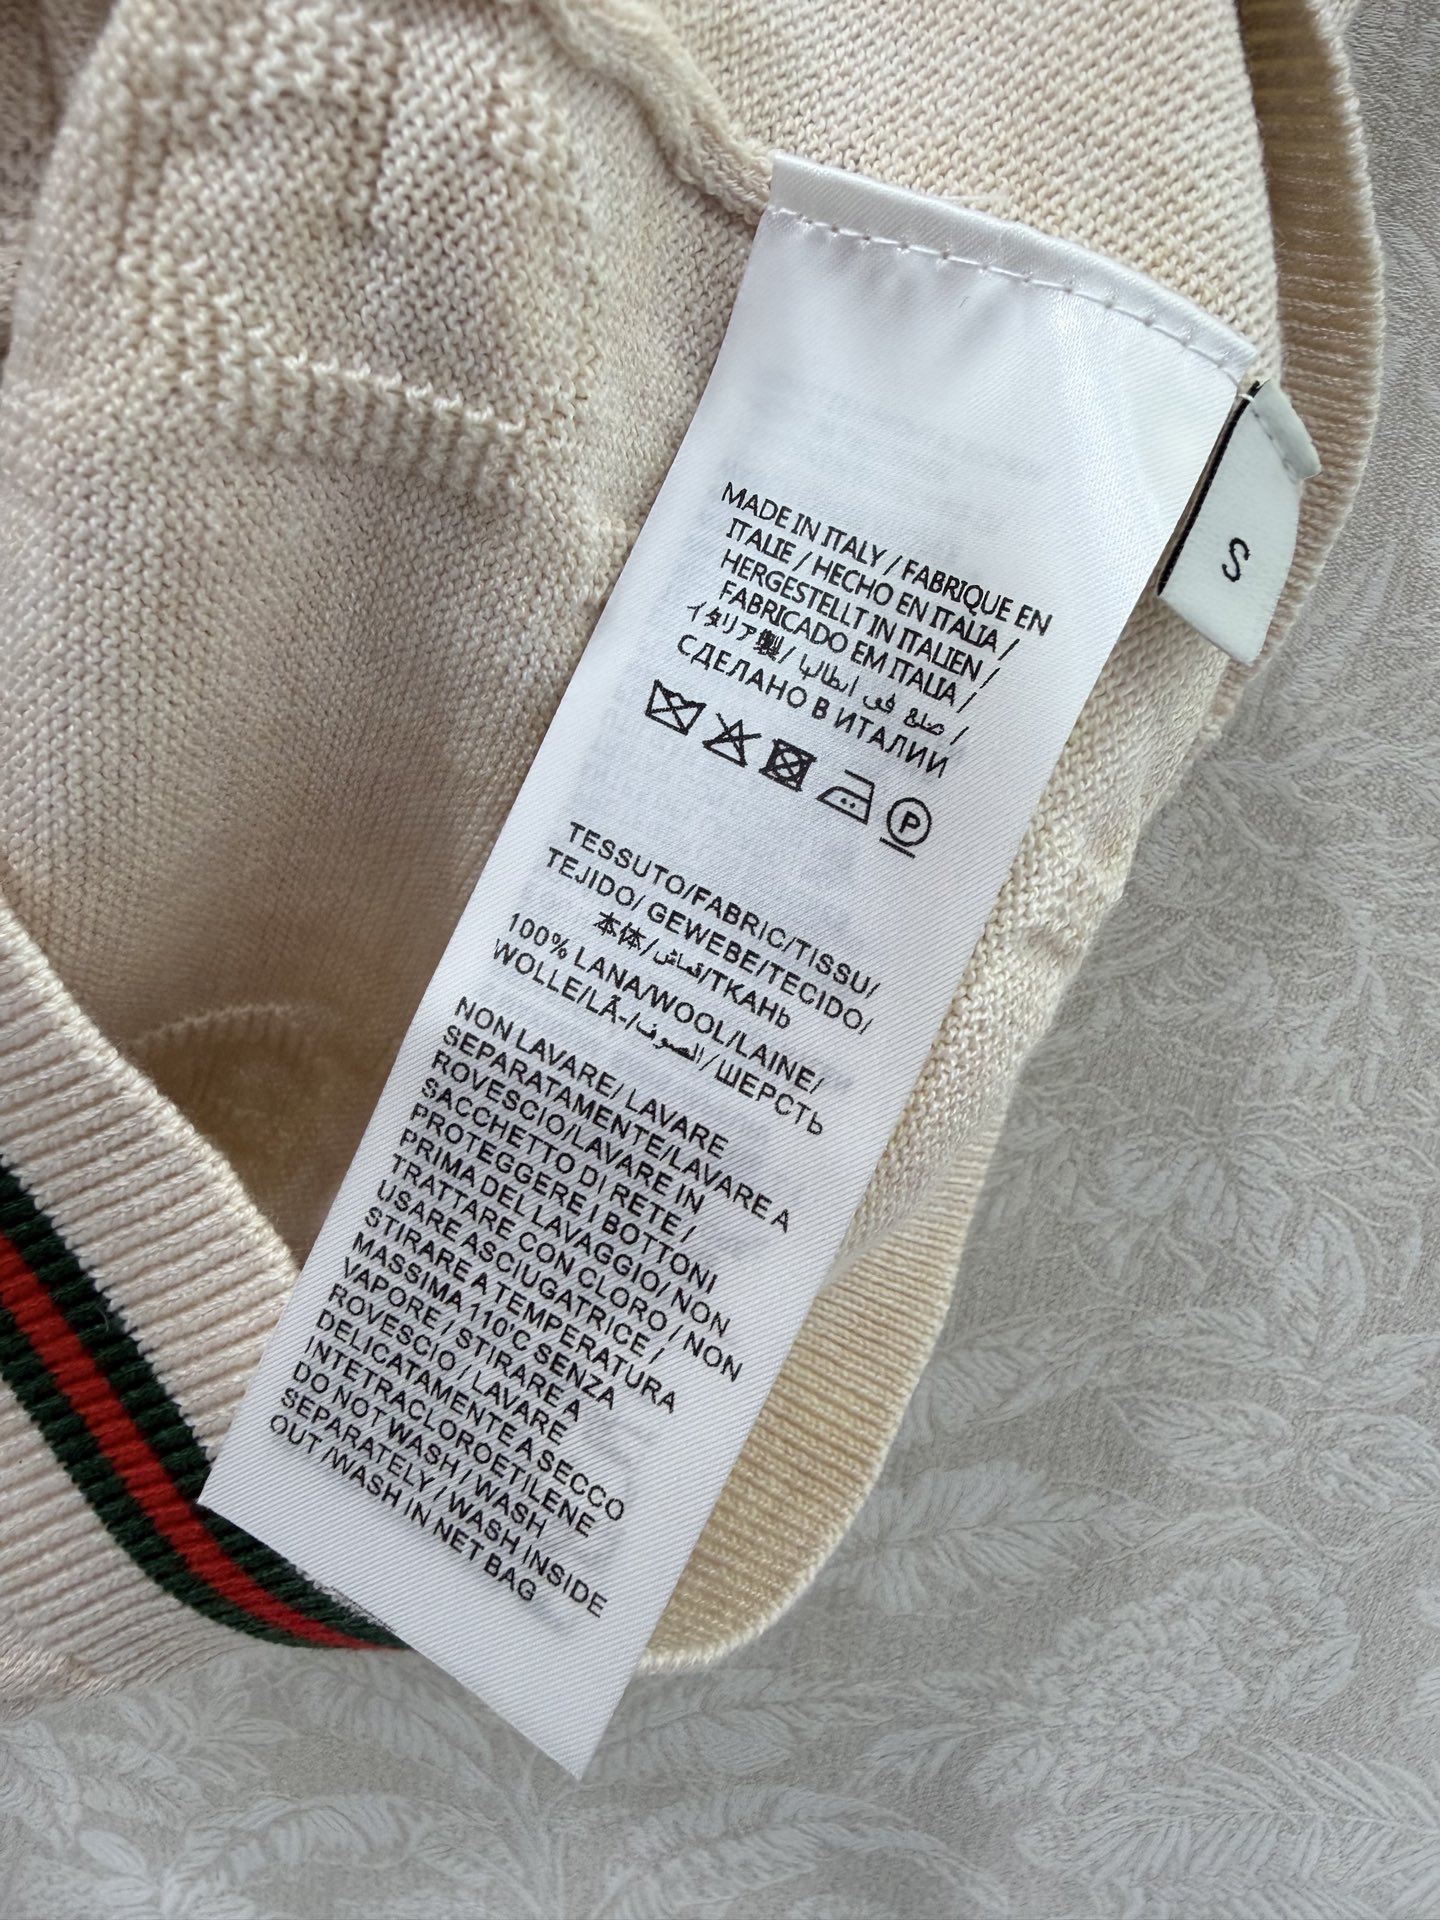 MADE IN ITALY / FABRIQUE EN
ITALIE / HECHO EN ITALIA /
HERGESTELLT IN ITALIEN /
FABRICADO EM ITALIA /
イタリア製/ صنع في ايطاليا /
СДЕЛАНО В ИТАЛИИ
P
TESSUTO/FABRIC/TISSU/
TEJIDO/ GEWEBE/TECIDO/
本体/قماش/ТКАНЬ
100% LANA/WOOL/LAINE/
WOLLE/LÃ-/الصوف/ШЕРСТЬ
NON LAVARE/ LAVARE
SEPARATAMENTE/LAVARE A
ROVESCIO/LAVARE IN
SACCHETTO DI RETE /
PROTEGGERE I BOTTONI
PRIMA DEL LAVAGGIO/ NON
TRATTARE CON CLORO / NON
USARE ASCIUGATRICE /
STIRARE A TEMPERATURA
MASSIMA 110'C SENZA
VAPORE / STIRARE A
ROVESCIO / LAVARE
DELICATAMENTE A SECCO
INTETRACLOROETILENE
DO NOT WASH / WASH
SEPARATELY / WASH INSIDE
OUT /WASH IN NET BAG
S